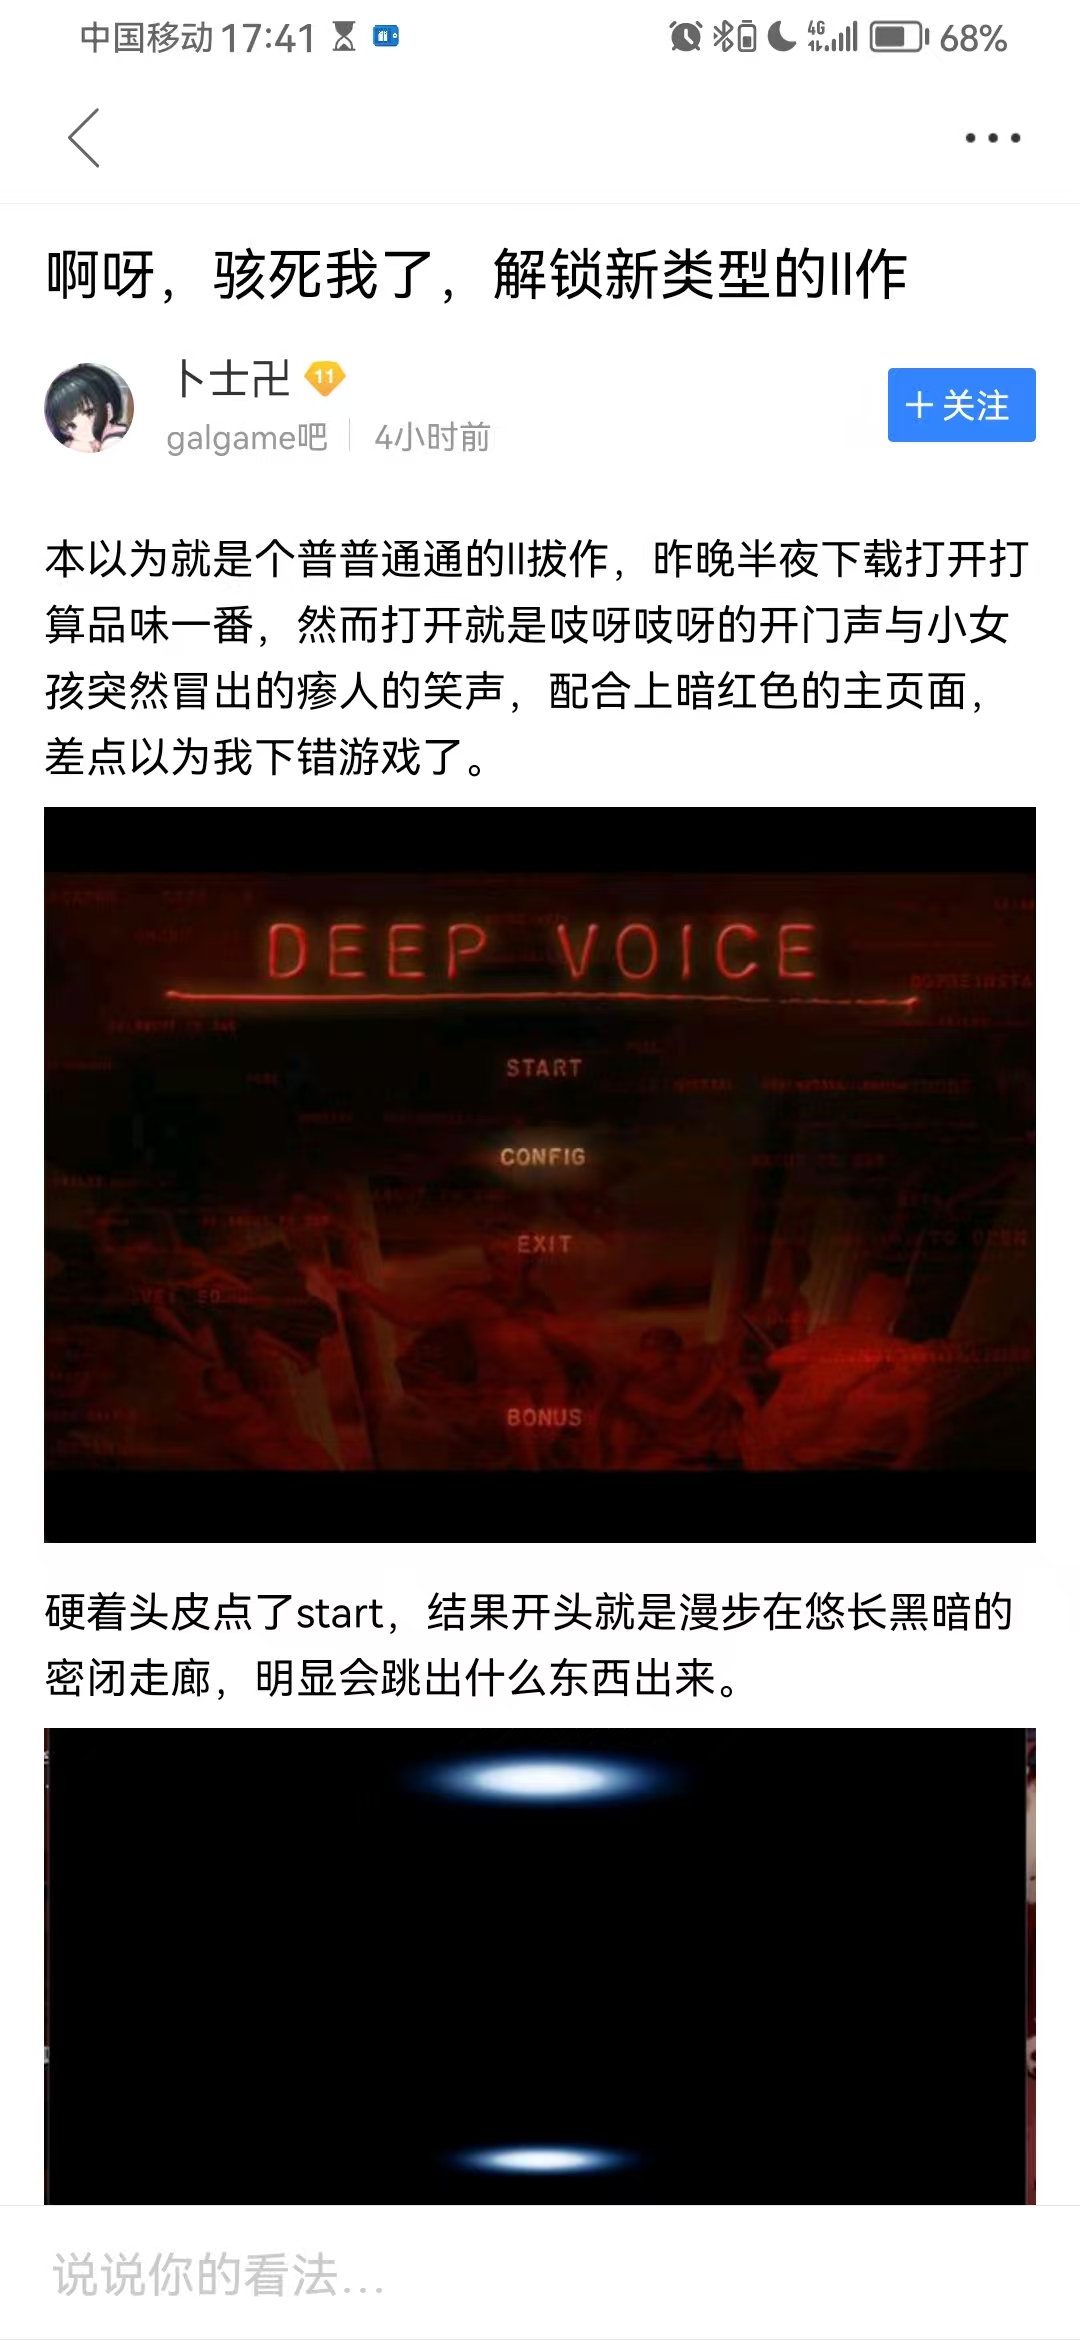 中国移动 17:41 4G 68%
啊呀，骇死我了，解锁新类型的ll作
卜士卍 11
galgame吧 4小时前
＋关注
本以为就是个普普通通的ll拔作，昨晚半夜下载打开打
算品味一番，然而打开就是吱呀吱呀的开门声与小女
孩突然冒出的瘆人的笑声，配合上暗红色的主页面，
差点以为我下错游戏了。
DEEP VOICE
START
CONFIG
EXIT
BONUS
硬着头皮点了start，结果开头就是漫步在悠长黑暗的
密闭走廊，明显会跳出什么东西出来。
说说你的看法...